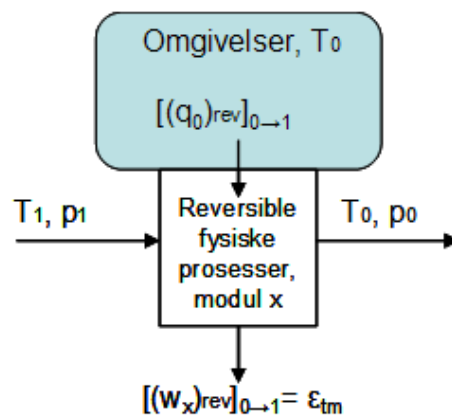 Omgivelser, T₀
[(q₀)rev]₀→₁
T₁, p₁
Reversible
fysiske
prosesser,
modul x
T₀, p₀
[(wₓ)rev]₀→₁= εtm